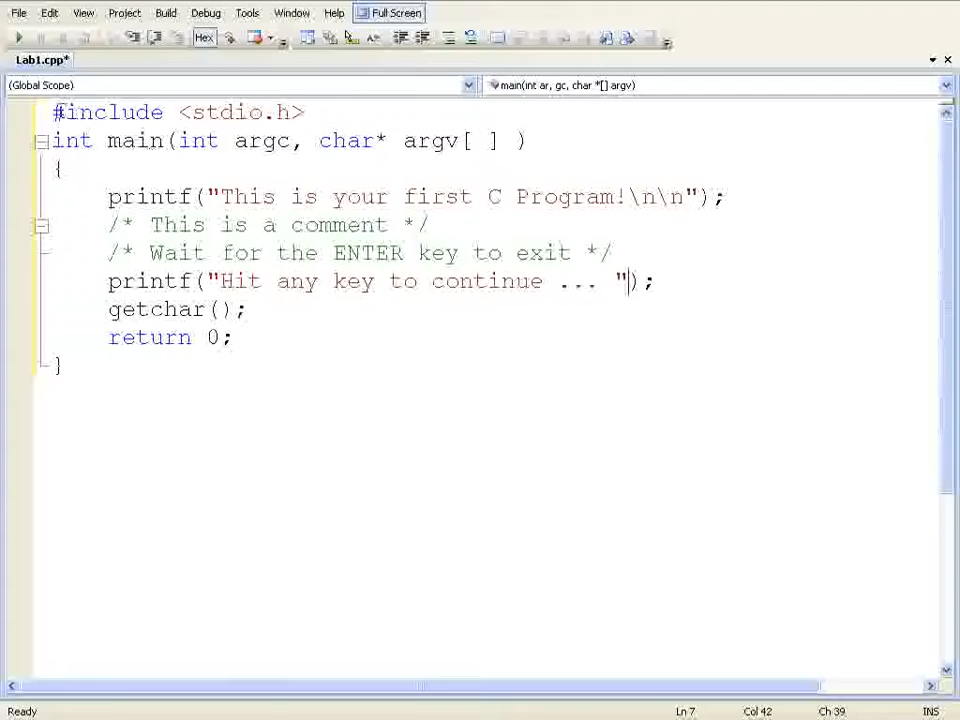 File Edit View Project Build Debug Tools Window Help Full Screen
Hex
Lab1.cpp*
(Global Scope) main(int ar, gc, char *[] argv)
#include <stdio.h>
int main(int argc, char* argv[ ] )
{
printf("This is your first C Program!\n\n");
/* This is a comment */
/* Wait for the ENTER key to exit */
printf("Hit any key to continue ... ");
getchar();
return 0;
}
Ready Ln 7 Col 42 Ch 39 INS